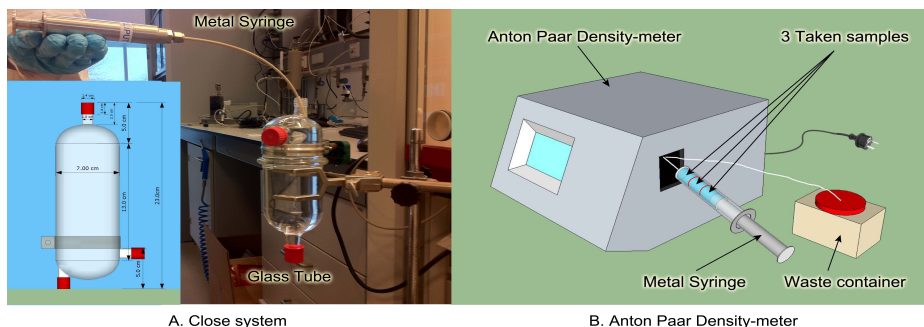 Metal Syringe
7.00 cm
5.0 cm
13.0 cm
23.0cm
5.0 cm
Glass Tube
A. Close system
Anton Paar Density-meter
3 Taken samples
Metal Syringe
Waste container
B. Anton Paar Density-meter